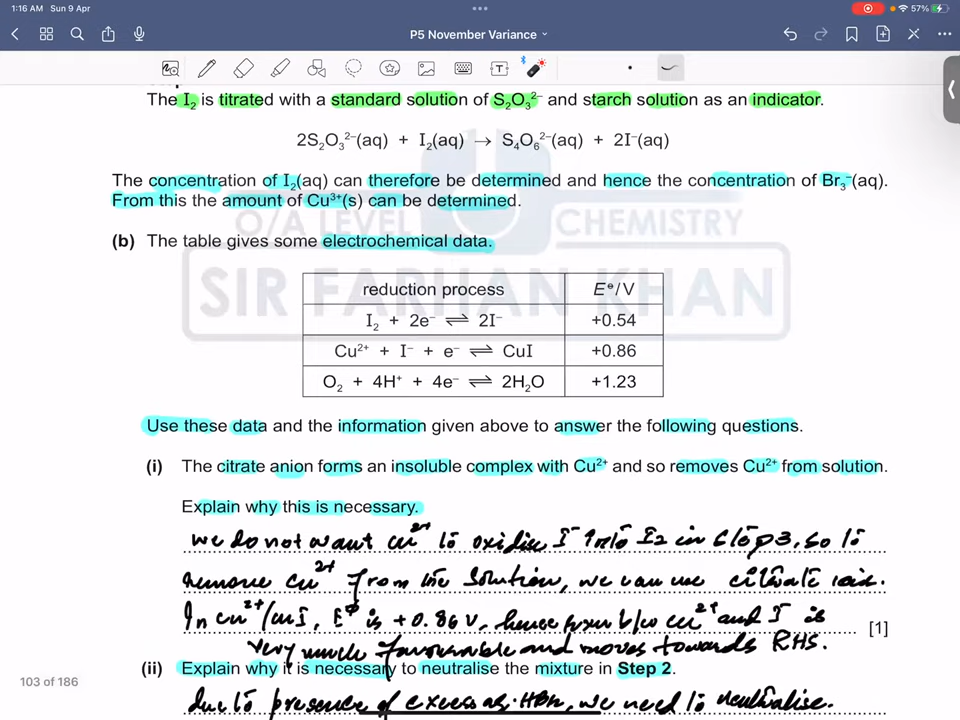 1:16 AM Sun 9 Apr
57%
P5 November Variance
The I₂ is titrated with a standard solution of S₂O₃²⁻ and starch solution as an indicator.
2S₂O₃²⁻(aq) + I₂(aq) → S₄O₆²⁻(aq) + 2I⁻(aq)
The concentration of I₂(aq) can therefore be determined and hence the concentration of Br₃⁻(aq).
From this the amount of Cu³⁺(s) can be determined.
O/A LEVEL CHEMISTRY
(b) The table gives some electrochemical data.
SIR FARHAN KHAN
reduction process E⦵/V
I₂ + 2e⁻ ⇌ 2I⁻ +0.54
Cu²⁺ + I⁻ + e⁻ ⇌ CuI +0.86
O₂ + 4H⁺ + 4e⁻ ⇌ 2H₂O +1.23
Use these data and the information given above to answer the following questions.
(i) The citrate anion forms an insoluble complex with Cu²⁺ and so removes Cu²⁺ from solution.
Explain why this is necessary.
we do not want cu²⁺ to oxidise I⁻ into I₂ in step 3, so to
remove cu²⁺ from the solution, we can use
In cu²⁺/cuI, E⦵ is +0.86 V, hence b/w cu²⁺ and I⁻ is
[1]
very much favourable and moves towards RHS.
(ii) Explain why it is necessary to neutralise the mixture in Step 2.
due to presence of excess HBr, we need to neutralise.
103 of 186